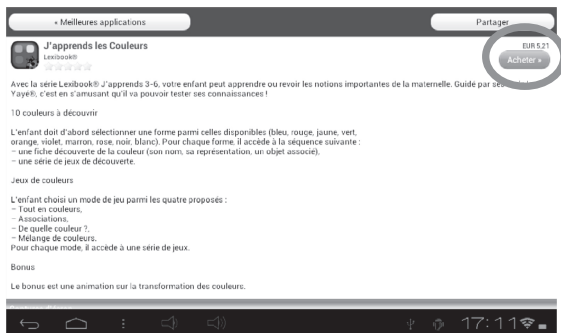 « Meilleures applications
Partager
J'apprends les Couleurs
Lexibook®
EUR 5,21
Acheter »
Avec la série Lexibook® J'apprends 3-6, votre enfant peut apprendre ou revoir les notions importantes de la maternelle. Guidé par ses
Yaye®, c'est en s'amusant qu'il va pouvoir tester ses connaissances !
10 couleurs à découvrir
L'enfant doit d'abord sélectionner une forme parmi celles disponibles (bleu, rouge, jaune, vert,
orange, violet, marron, rose, noir, blanc). Pour chaque forme, il accède à la séquence suivante :
– une fiche découverte de la couleur (son nom, sa représentation, un objet associé),
– une série de jeux de découverte.
Jeux de couleurs
L'enfant choisi un mode de jeu parmi les quatre proposés :
– Tout en couleurs,
– Associations,
– De quelle couleur ?,
– Mélange de couleurs.
Pour chaque mode, il accède à une série de jeux.
Bonus
Le bonus est une animation sur la transformation des couleurs.
17:11